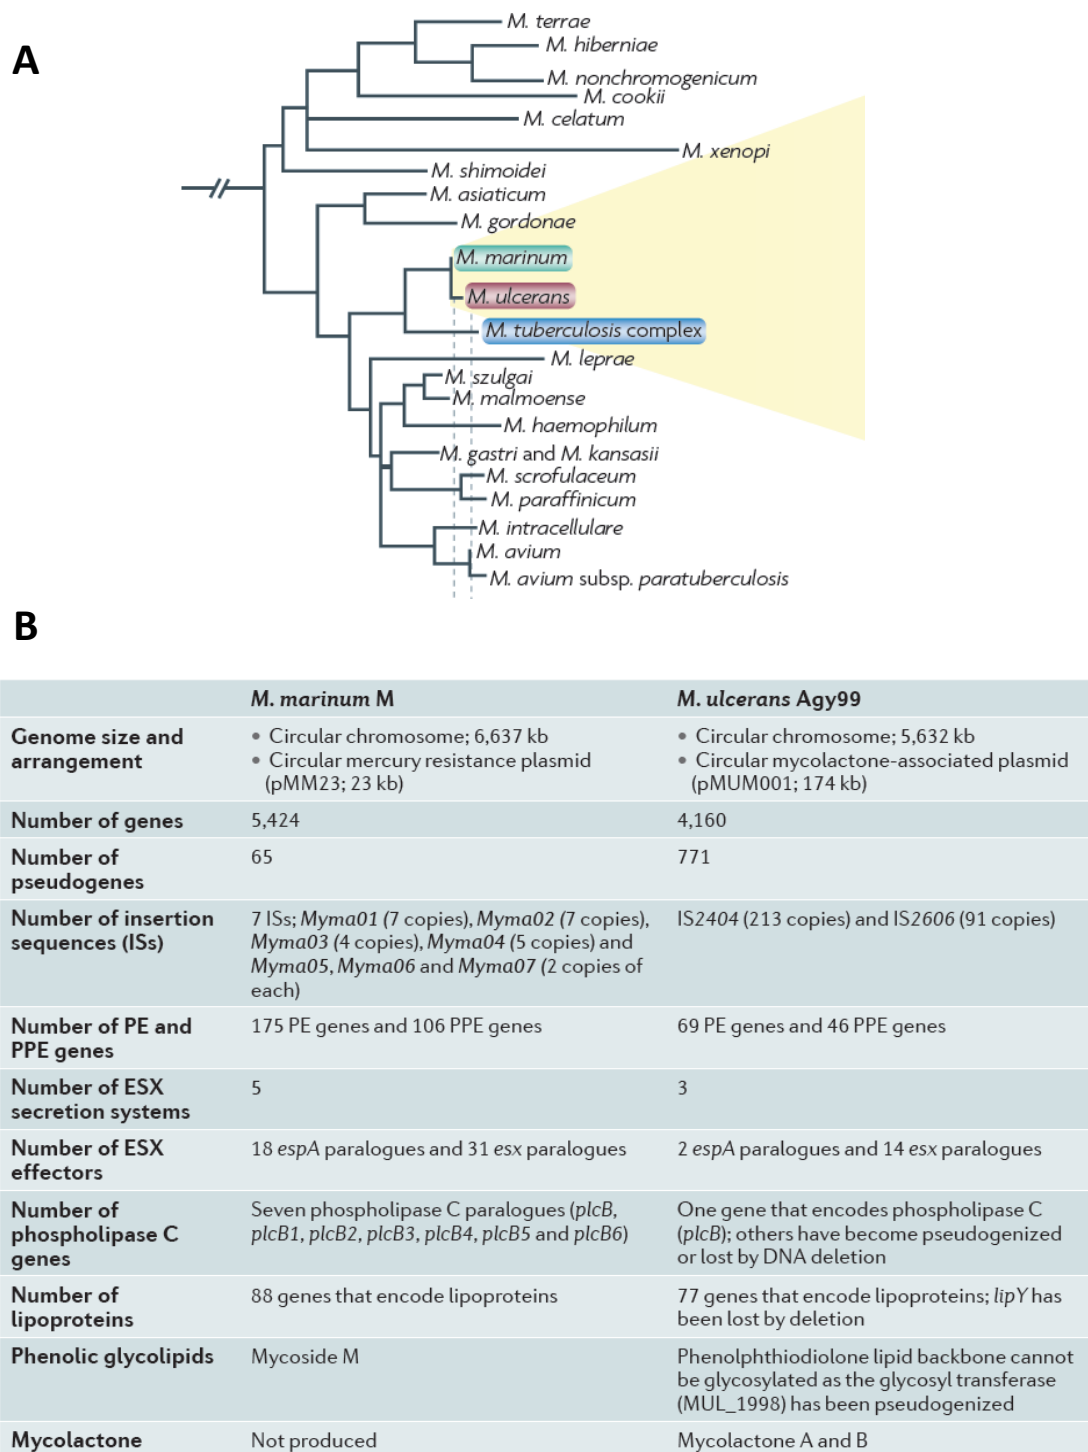 A
M. terrae
M. hiberniae
M. nonchromogenicum
M. cookii
M. celatum
M. xenopi
M. shimoidei
M. asiaticum
M. gordonae
M. marinum
M. ulcerans
M. tuberculosis complex
M. leprae
M. szulgai
M. malmoense
M. haemophilum
M. gastri and M. kansasii
M. scrofulaceum
M. paraffinicum
M. intracellulare
M. avium
M. avium subsp. paratuberculosis
B
M. marinum M
M. ulcerans Agy99
Genome size and
arrangement
• Circular chromosome; 6,637 kb
• Circular mercury resistance plasmid
(pMM23; 23 kb)
• Circular chromosome; 5,632 kb
• Circular mycolactone-associated plasmid
(pMUM001; 174 kb)
Number of genes
5,424
4,160
Number of
pseudogenes
65
771
Number of insertion
sequences (ISs)
7 ISs; Myma01 (7 copies), Myma02 (7 copies),
Myma03 (4 copies), Myma04 (5 copies) and
Myma05, Myma06 and Myma07 (2 copies of
each)
IS2404 (213 copies) and IS2606 (91 copies)
Number of PE and
PPE genes
175 PE genes and 106 PPE genes
69 PE genes and 46 PPE genes
Number of ESX
secretion systems
5
3
Number of ESX
effectors
18 espA paralogues and 31 esx paralogues
2 espA paralogues and 14 esx paralogues
Number of
phospholipase C
genes
Seven phospholipase C paralogues (plcB,
plcB1, plcB2, plcB3, plcB4, plcB5 and plcB6)
One gene that encodes phospholipase C
(plcB); others have become pseudogenized
or lost by DNA deletion
Number of
lipoproteins
88 genes that encode lipoproteins
77 genes that encode lipoproteins; lipY has
been lost by deletion
Phenolic glycolipids
Mycoside M
Phenolphthiodiolone lipid backbone cannot
be glycosylated as the glycosyl transferase
(MUL_1998) has been pseudogenized
Mycolactone
Not produced
Mycolactone A and B